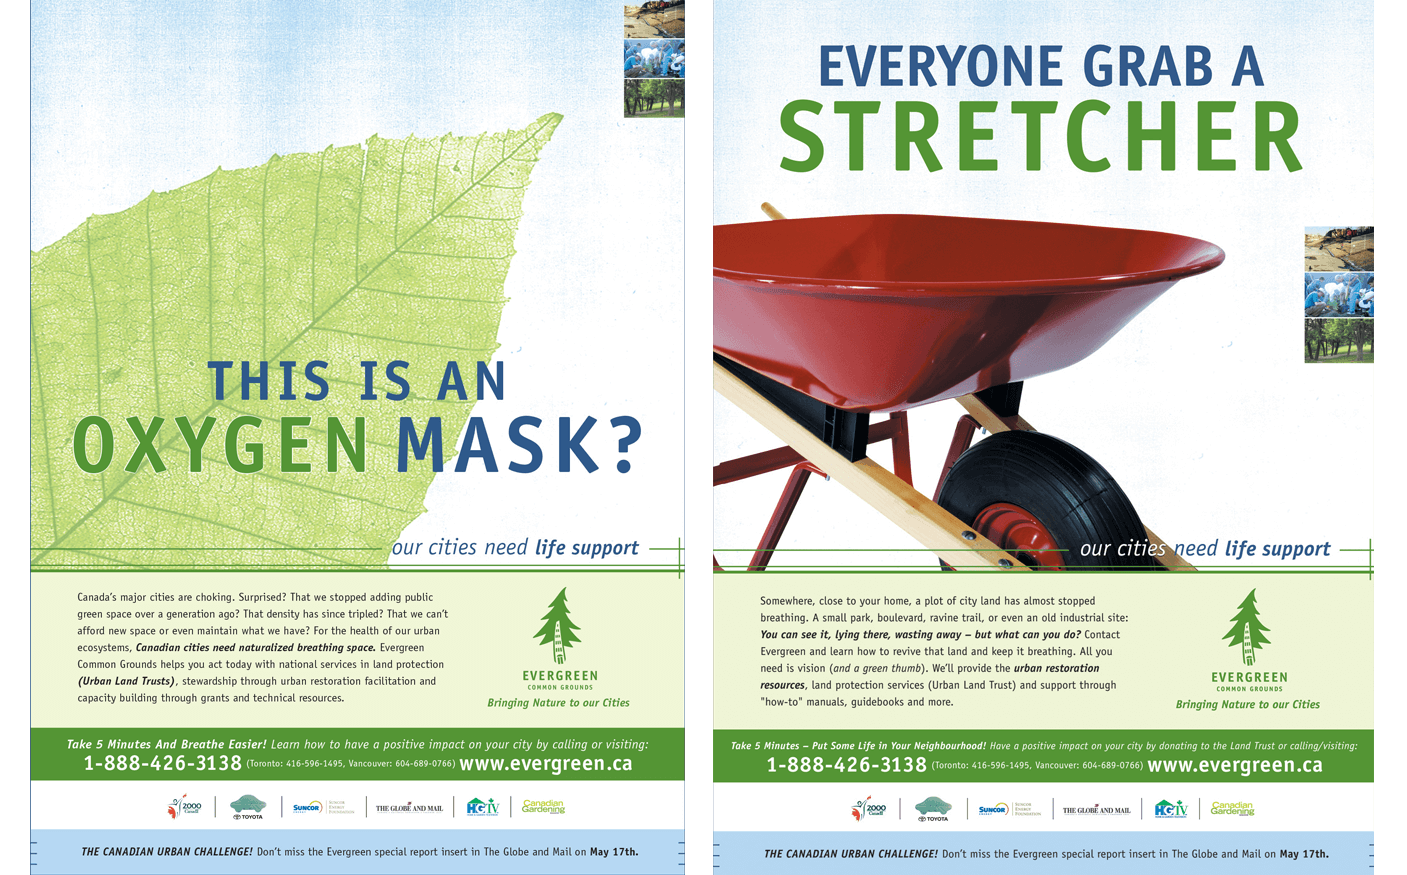 THIS IS AN
OXYGEN MASK?
our cities need life support
Canada's major cities are choking. Surprised? That we stopped adding public
green space over a generation ago? That density has since tripled? That we can't
afford new space or even maintain what we have? For the health of our urban
ecosystems, Canadian cities need naturalized breathing space. Evergreen
Common Grounds helps you act today with national services in land protection
(Urban Land Trusts), stewardship through urban restoration facilitation and
capacity building through grants and technical resources.
EVERGREEN
COMMON GROUNDS
Bringing Nature to our Cities
Take 5 Minutes And Breathe Easier! Learn how to have a positive impact on your city by calling or visiting:
1-888-426-3138 (Toronto: 416-596-1495, Vancouver: 604-689-0766) www.evergreen.ca
2000
TOYOTA
SUNCOR
ENERGY
SUNCOR
ENERGY
FOUNDATION
THE GLOBE AND MAIL
HGTV
Canadian
Gardening
THE CANADIAN URBAN CHALLENGE! Don't miss the Evergreen special report insert in The Globe and Mail on May 17th.
EVERYONE GRAB A
STRETCHER
our cities need life support
Somewhere, close to your home, a plot of city land has almost stopped
breathing. A small park, boulevard, ravine trail, or even an old industrial site:
You can see it, lying there, wasting away – but what can you do? Contact
Evergreen and learn how to revive that land and keep it breathing. All you
need is vision (and a green thumb). We'll provide the urban restoration
resources, land protection services (Urban Land Trust) and support through
"how-to" manuals, guidebooks and more.
EVERGREEN
COMMON GROUNDS
Bringing Nature to our Cities
Take 5 Minutes – Put Some Life in Your Neighbourhood! Have a positive impact on your city by donating to the Land Trust or calling/visiting:
1-888-426-3138 (Toronto: 416-596-1495, Vancouver: 604-689-0766) www.evergreen.ca
2000
TOYOTA
SUNCOR
ENERGY
SUNCOR
ENERGY
FOUNDATION
THE GLOBE AND MAIL
HGTV
Canadian
Gardening
THE CANADIAN URBAN CHALLENGE! Don't miss the Evergreen special report insert in The Globe and Mail on May 17th.